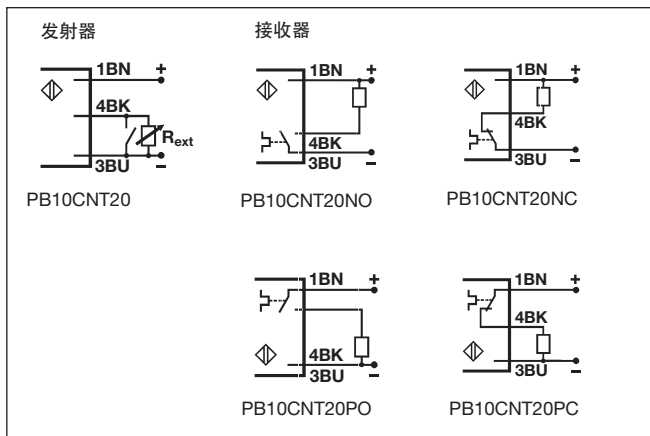 发射器
接收器
1BN +
4BK
Rext
3BU −
PB10CNT20
1BN +
4BK
3BU −
PB10CNT20NO
1BN +
4BK
3BU −
PB10CNT20NC
1BN +
4BK
3BU −
PB10CNT20PO
1BN +
4BK
3BU −
PB10CNT20PC